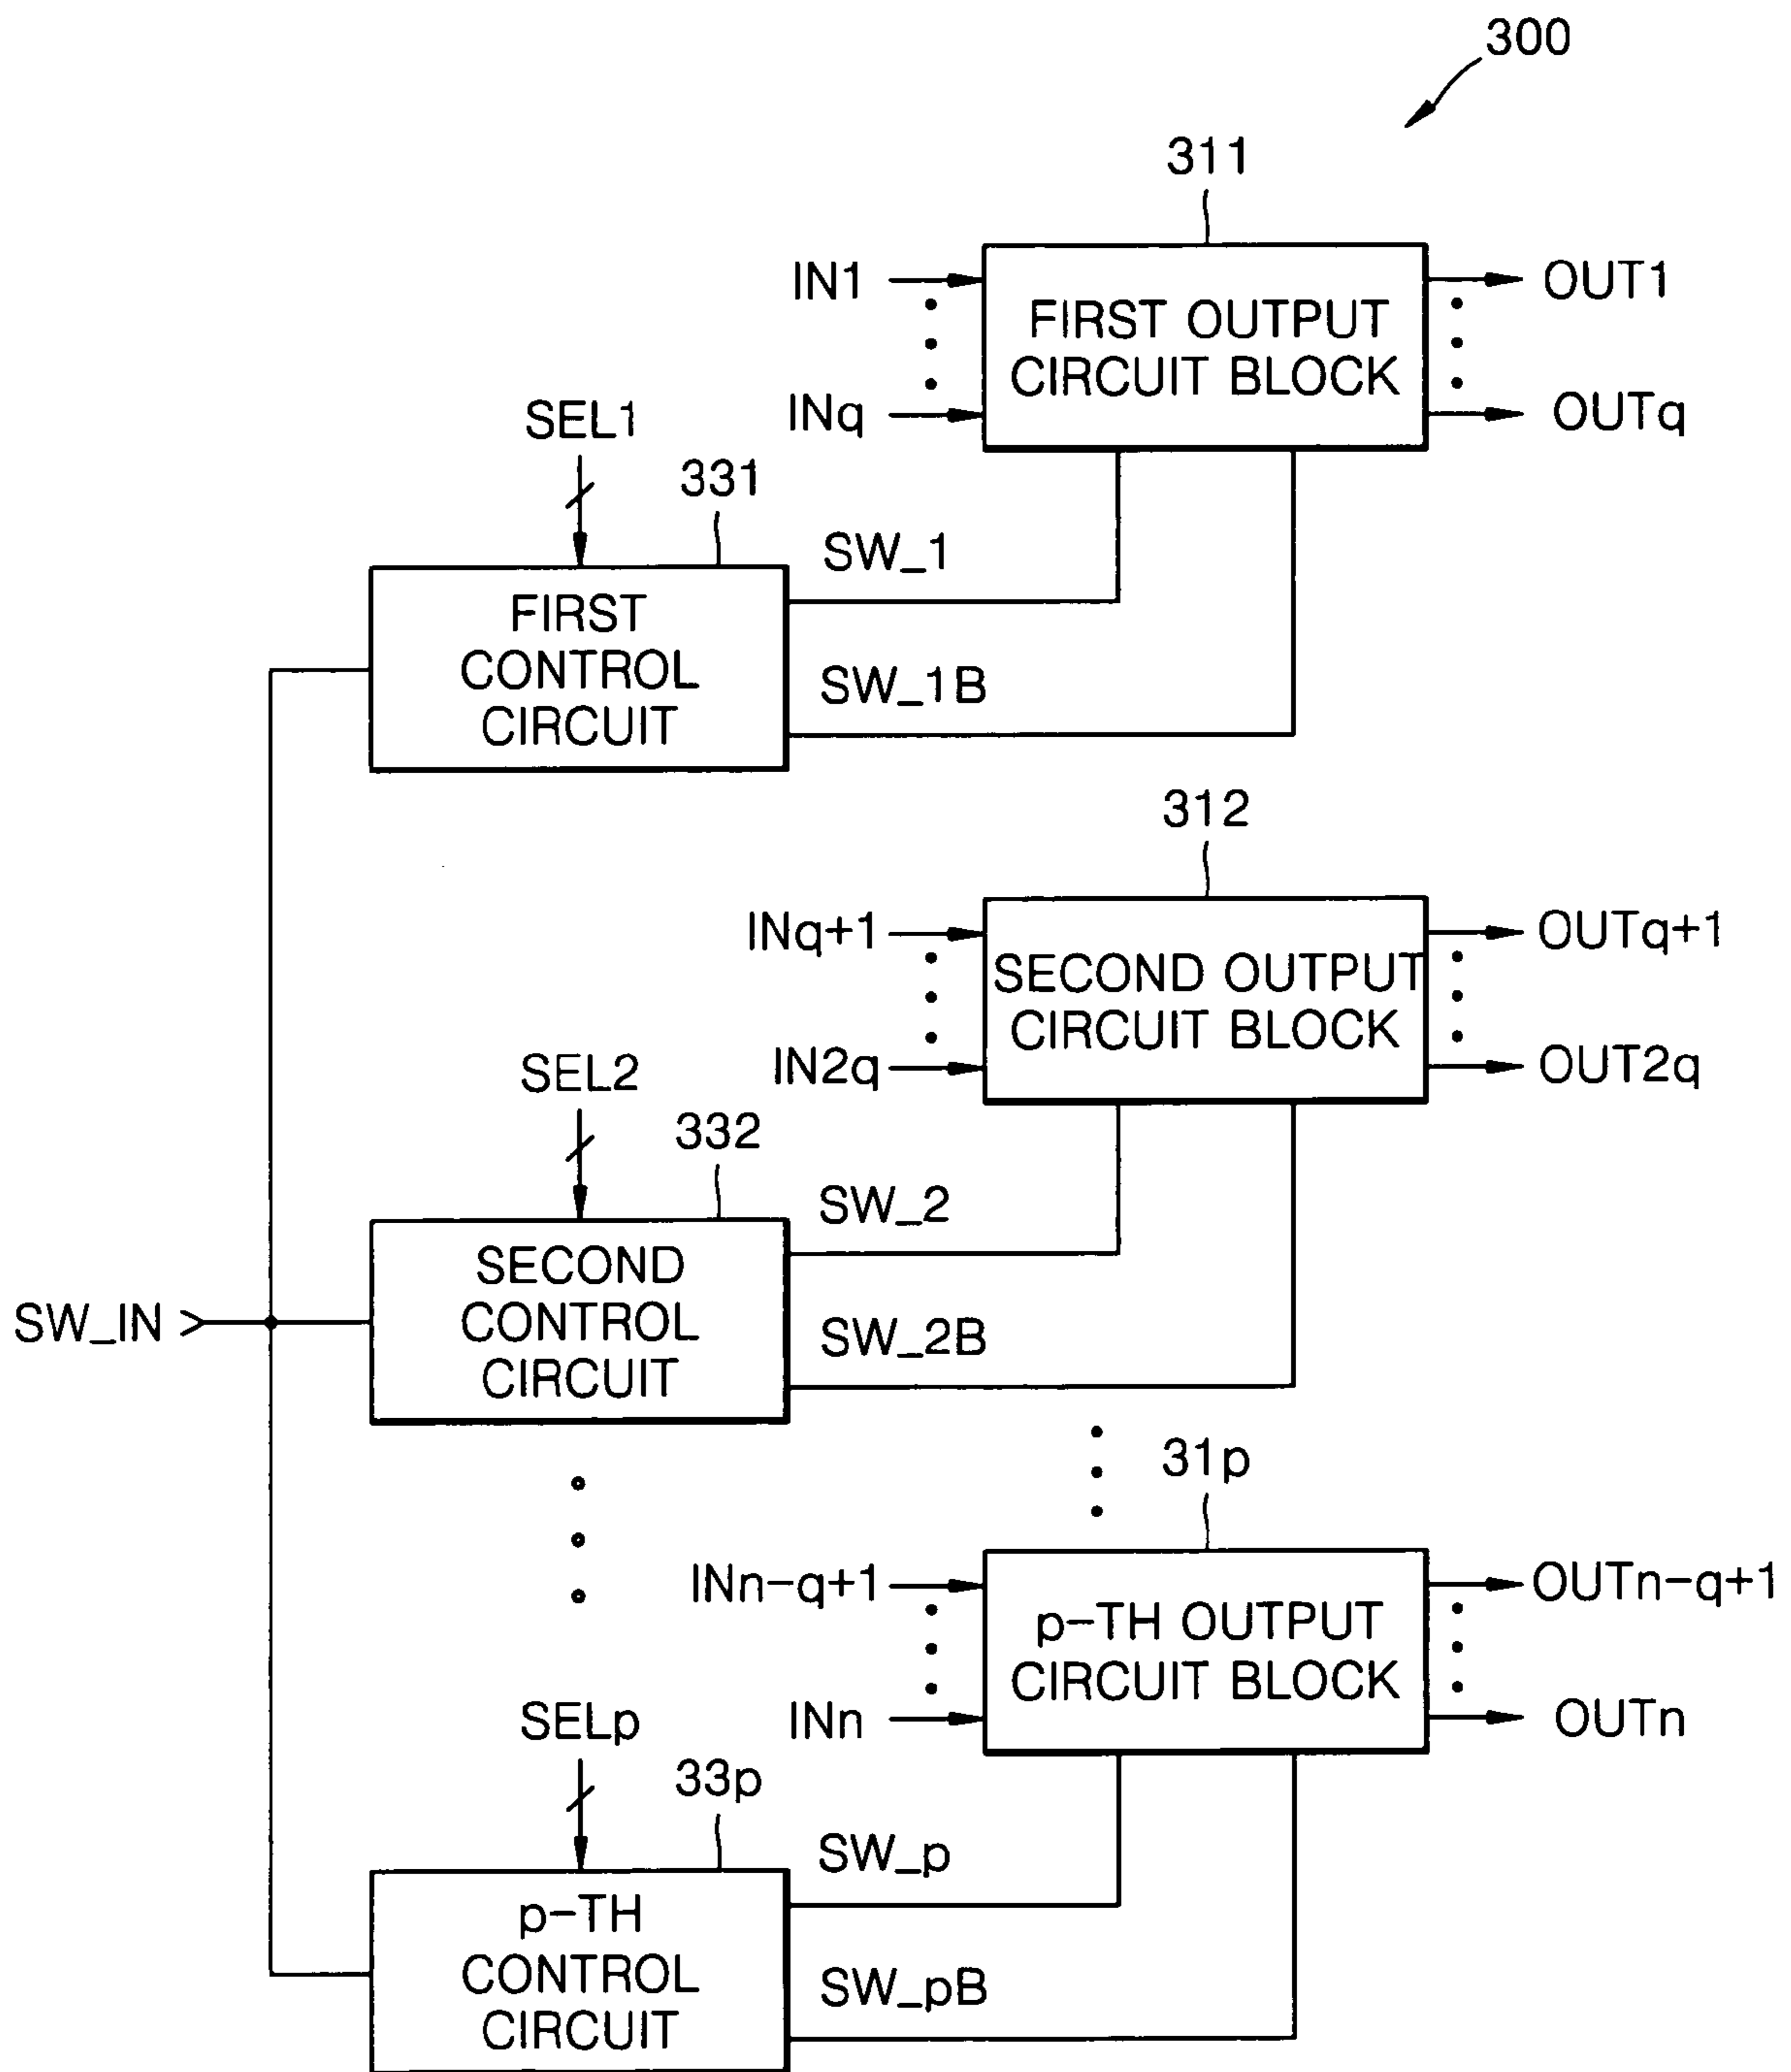 300
311
IN1
OUT1
FIRST OUTPUT
CIRCUIT BLOCK
INq
OUTq
SEL1
331
SW_1
FIRST
CONTROL
CIRCUIT
SW_1B
312
INq+1
OUTq+1
SECOND OUTPUT
CIRCUIT BLOCK
IN2q
OUT2q
SEL2
332
SW_2
SECOND
CONTROL
CIRCUIT
SW_IN
SW_2B
31p
INn-q+1
OUTn-q+1
p-TH OUTPUT
CIRCUIT BLOCK
INn
OUTn
SELp
33p
SW_p
p-TH
CONTROL
CIRCUIT
SW_pB